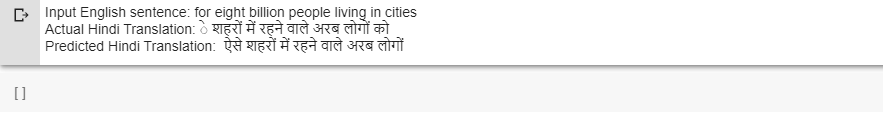 Input English sentence: for eight billion people living in cities
Actual Hindi Translation: े शहरों में रहने वाले अरब लोगों को
Predicted Hindi Translation: ऐसे शहरों में रहने वाले अरब लोगों
[ ]